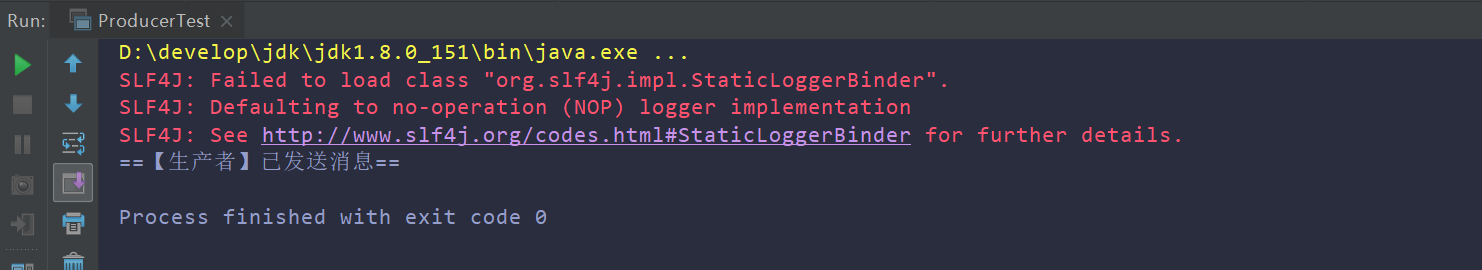 Run: ProducerTest
D:\develop\jdk\jdk1.8.0_151\bin\java.exe ...
SLF4J: Failed to load class "org.slf4j.impl.StaticLoggerBinder".
SLF4J: Defaulting to no-operation (NOP) logger implementation
SLF4J: See http://www.slf4j.org/codes.html#StaticLoggerBinder for further details.
==【生产者】已发送消息==
Process finished with exit code 0